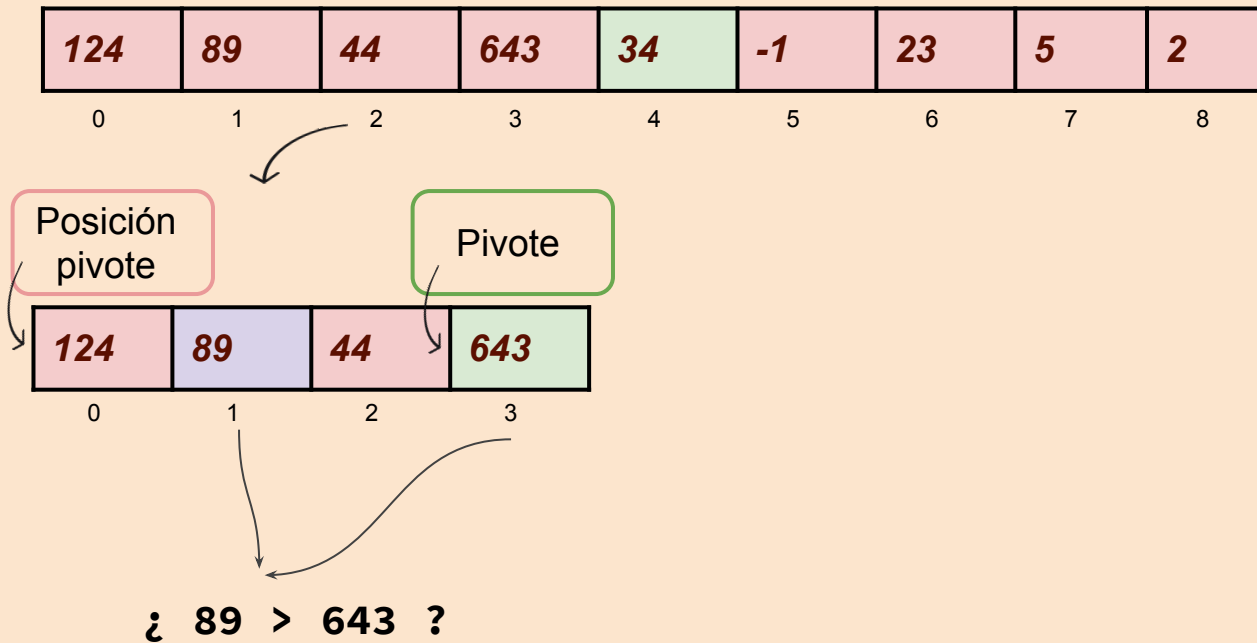 124 89 44 643 34 -1 23 5 2
0 1 2 3 4 5 6 7 8
Posición
pivote
Pivote
124 89 44 643
0 1 2 3
¿ 89 > 643 ?